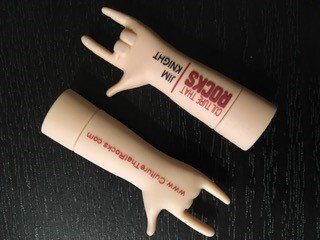 JIM
KNIGHT
CULTURE THAT
ROCKS
www.CultureThatRocks.com